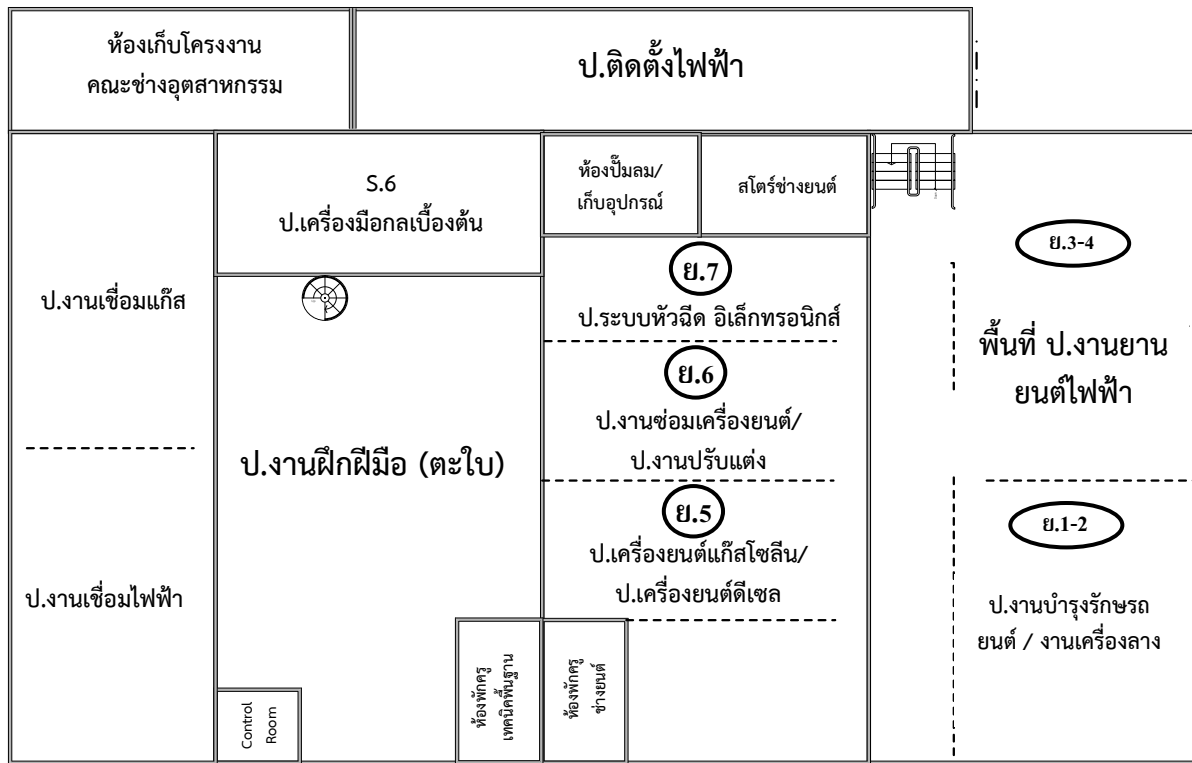 ห้องเก็บโครงงาน
คณะช่างอุตสาหกรรม
ป.ติดตั้งไฟฟ้า
S.6
ป.เครื่องมือกลเบื้องต้น
ห้องปั๊มลม/
เก็บอุปกรณ์
สโตร์ช่างยนต์
ย.3-4
ย.7
ป.งานเชื่อมแก๊ส
ป.ระบบหัวฉีด อิเล็กทรอนิกส์
พื้นที่ ป.งานยาน
ยนต์ไฟฟ้า
ย.6
ป.งานซ่อมเครื่องยนต์/
ป.งานปรับแต่ง
ป.งานฝึกฝีมือ (ตะใบ)
ย.5
ย.1-2
ป.เครื่องยนต์แก๊สโซลีน/
ป.เครื่องยนต์ดีเซล
ป.งานเชื่อมไฟฟ้า
ป.งานบำรุงรักษรถ
ยนต์ / งานเครื่องลาง
ห้องพักครู
เทคนิคพื้นฐาน
ห้องพักครู
ช่างยนต์
Control
Room